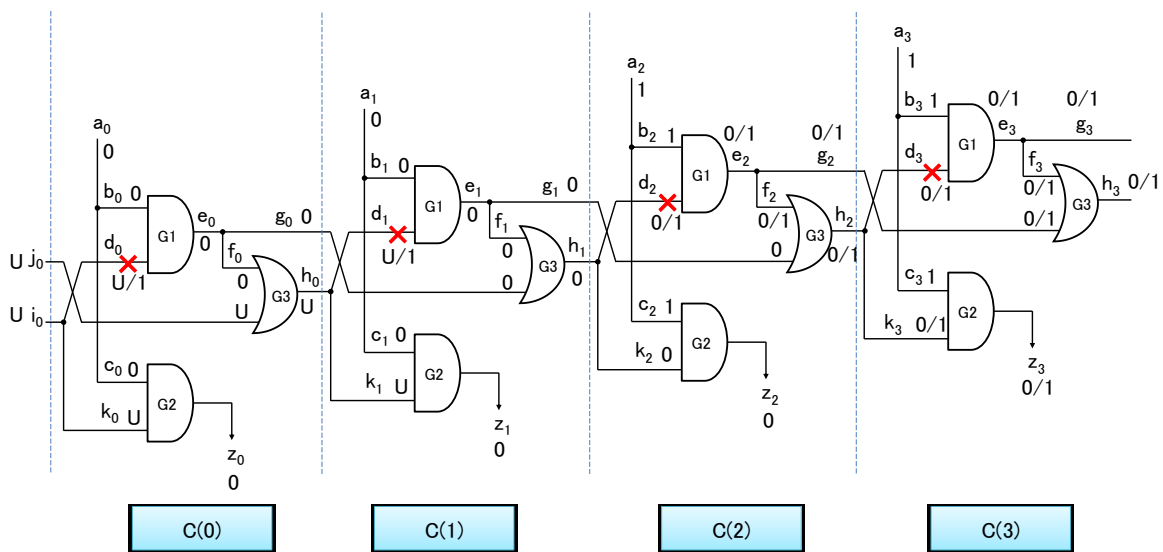 a₀
0
b₀ 0
G1
e₀
0
g₀ 0
d₀
U/1
f₀
0
U j₀
U i₀
U
G3
h₀
U
c₀ 0
G2
k₀ U
z₀
0
C(0)
a₁
0
b₁ 0
G1
e₁
0
g₁ 0
d₁
U/1
f₁
0
0
G3
h₁
0
c₁ 0
G2
k₁ U
z₁
0
C(1)
a₂
1
b₂ 1
G1
0/1
e₂
0/1
g₂
d₂
0/1
f₂
0/1
0
G3
h₂
0/1
c₂ 1
G2
k₂ 0
z₂
0
C(2)
a₃
1
b₃ 1
G1
0/1
e₃
0/1
g₃
d₃
0/1
f₃
0/1
0/1
G3
h₃ 0/1
c₃ 1
G2
k₃ 0/1
z₃
0/1
C(3)